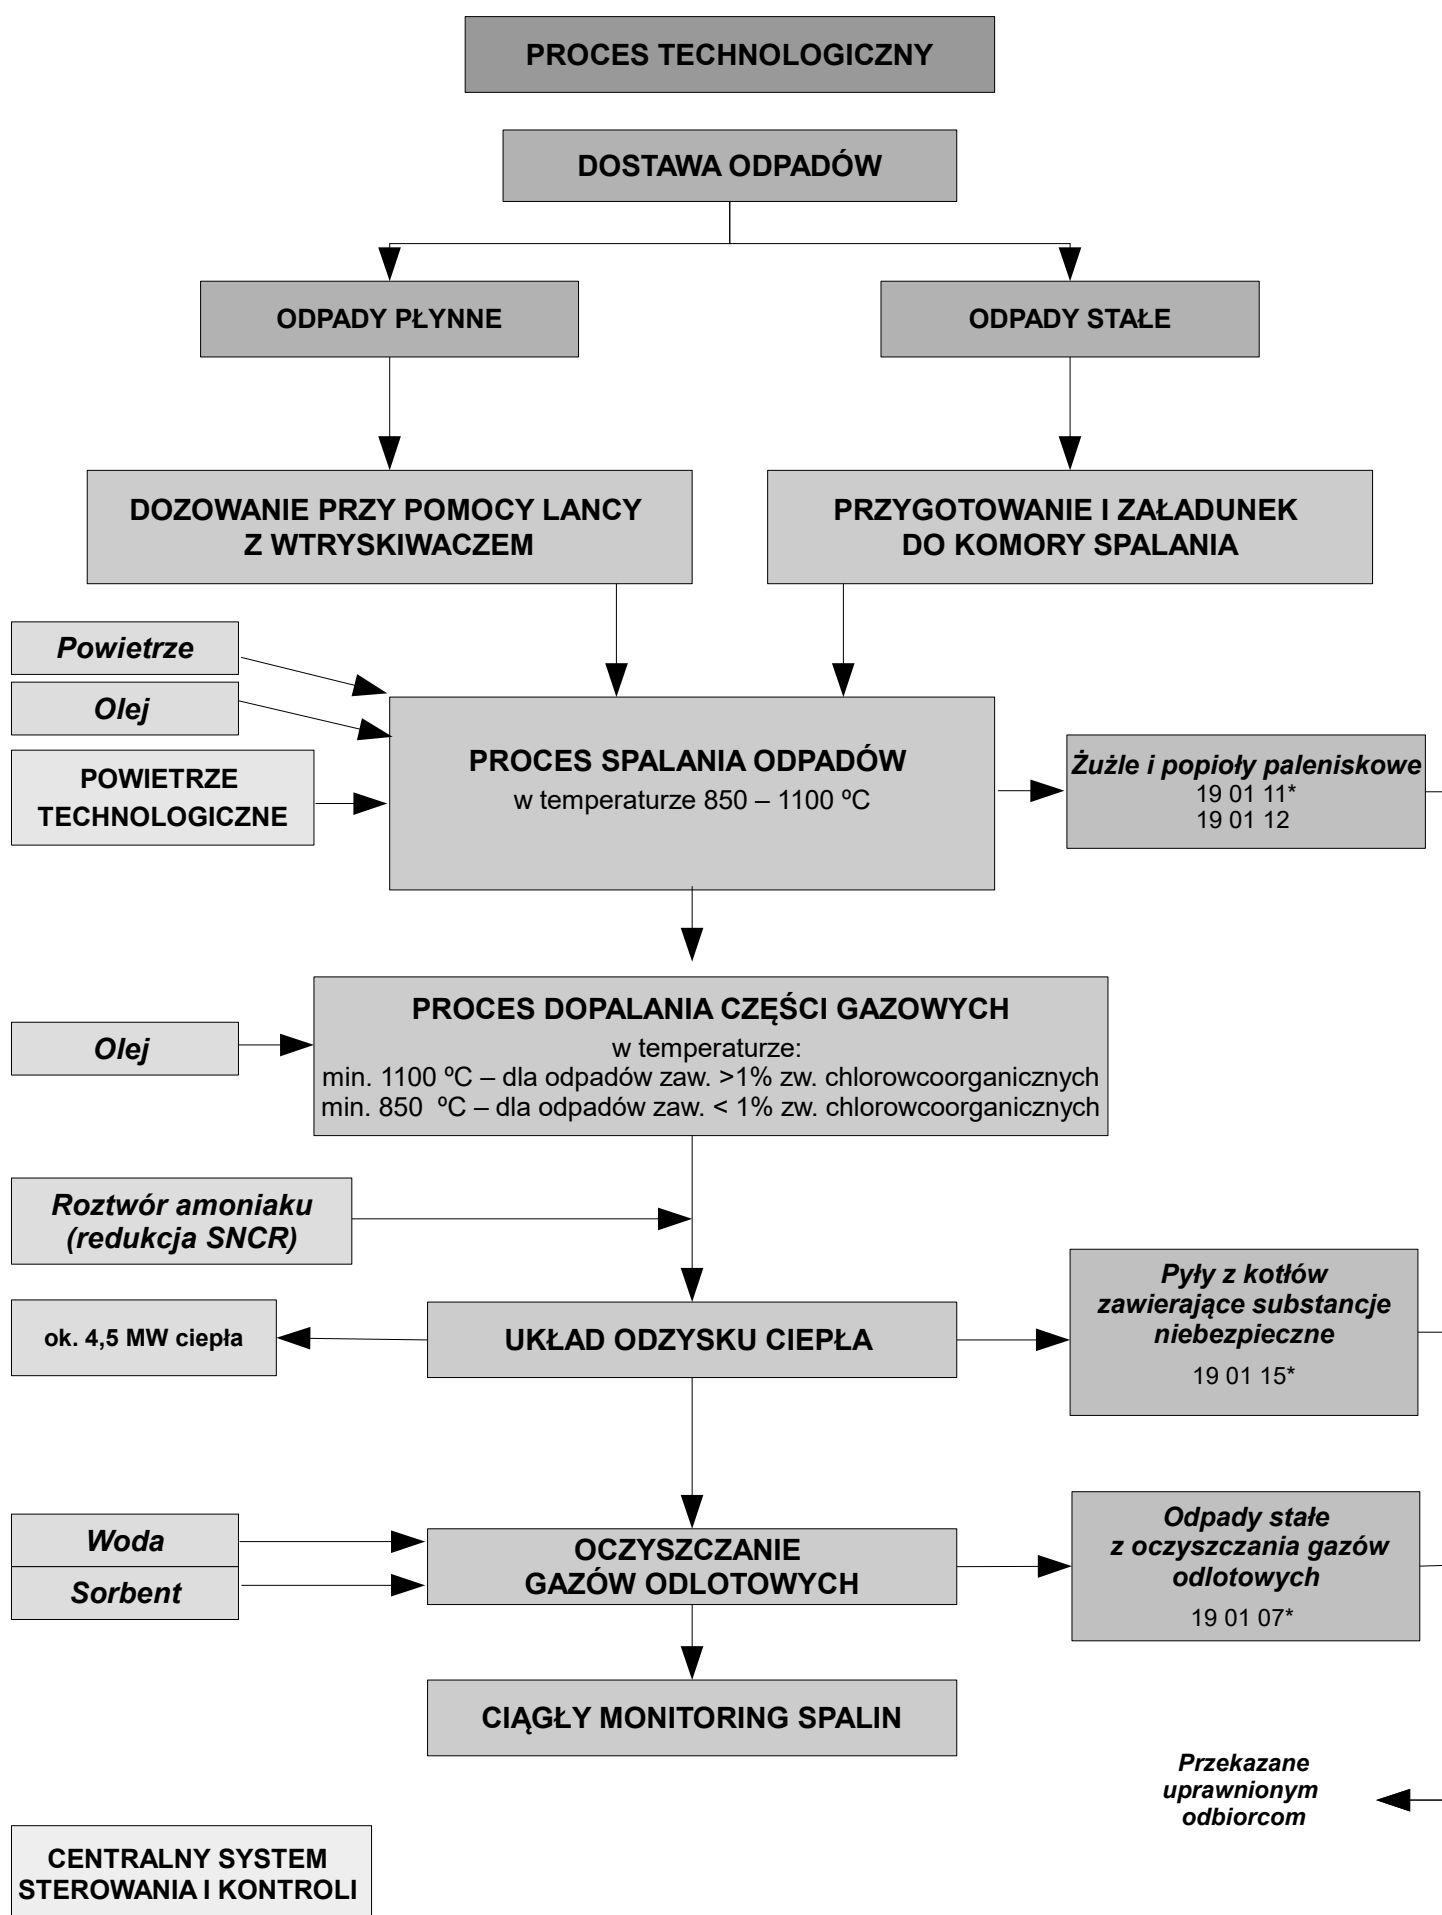 PROCES TECHNOLOGICZNY
DOSTAWA ODPADÓW
ODPADY PŁYNNE
ODPADY STAŁE
DOZOWANIE PRZY POMOCY LANCY
Z WTRYSKIWACZEM
PRZYGOTOWANIE I ZAŁADUNEK
DO KOMORY SPALANIA
Powietrze
Olej
POWIETRZE
TECHNOLOGICZNE
PROCES SPALANIA ODPADÓW
w temperaturze 850 – 1100 ºC
Żużle i popioły paleniskowe
19 01 11*
19 01 12
PROCES DOPALANIA CZĘŚCI GAZOWYCH
w temperaturze:
min. 1100 ºC – dla odpadów zaw. >1% zw. chlorowcoorganicznych
min. 850 ºC – dla odpadów zaw. < 1% zw. chlorowcoorganicznych
Olej
Roztwór amoniaku
(redukcja SNCR)
ok. 4,5 MW ciepła
UKŁAD ODZYSKU CIEPŁA
Pyły z kotłów
zawierające substancje
niebezpieczne
19 01 15*
Woda
Sorbent
OCZYSZCZANIE
GAZÓW ODLOTOWYCH
Odpady stałe
z oczyszczania gazów
odlotowych
19 01 07*
CIĄGŁY MONITORING SPALIN
Przekazane
uprawnionym
odbiorcom
CENTRALNY SYSTEM
STEROWANIA I KONTROLI